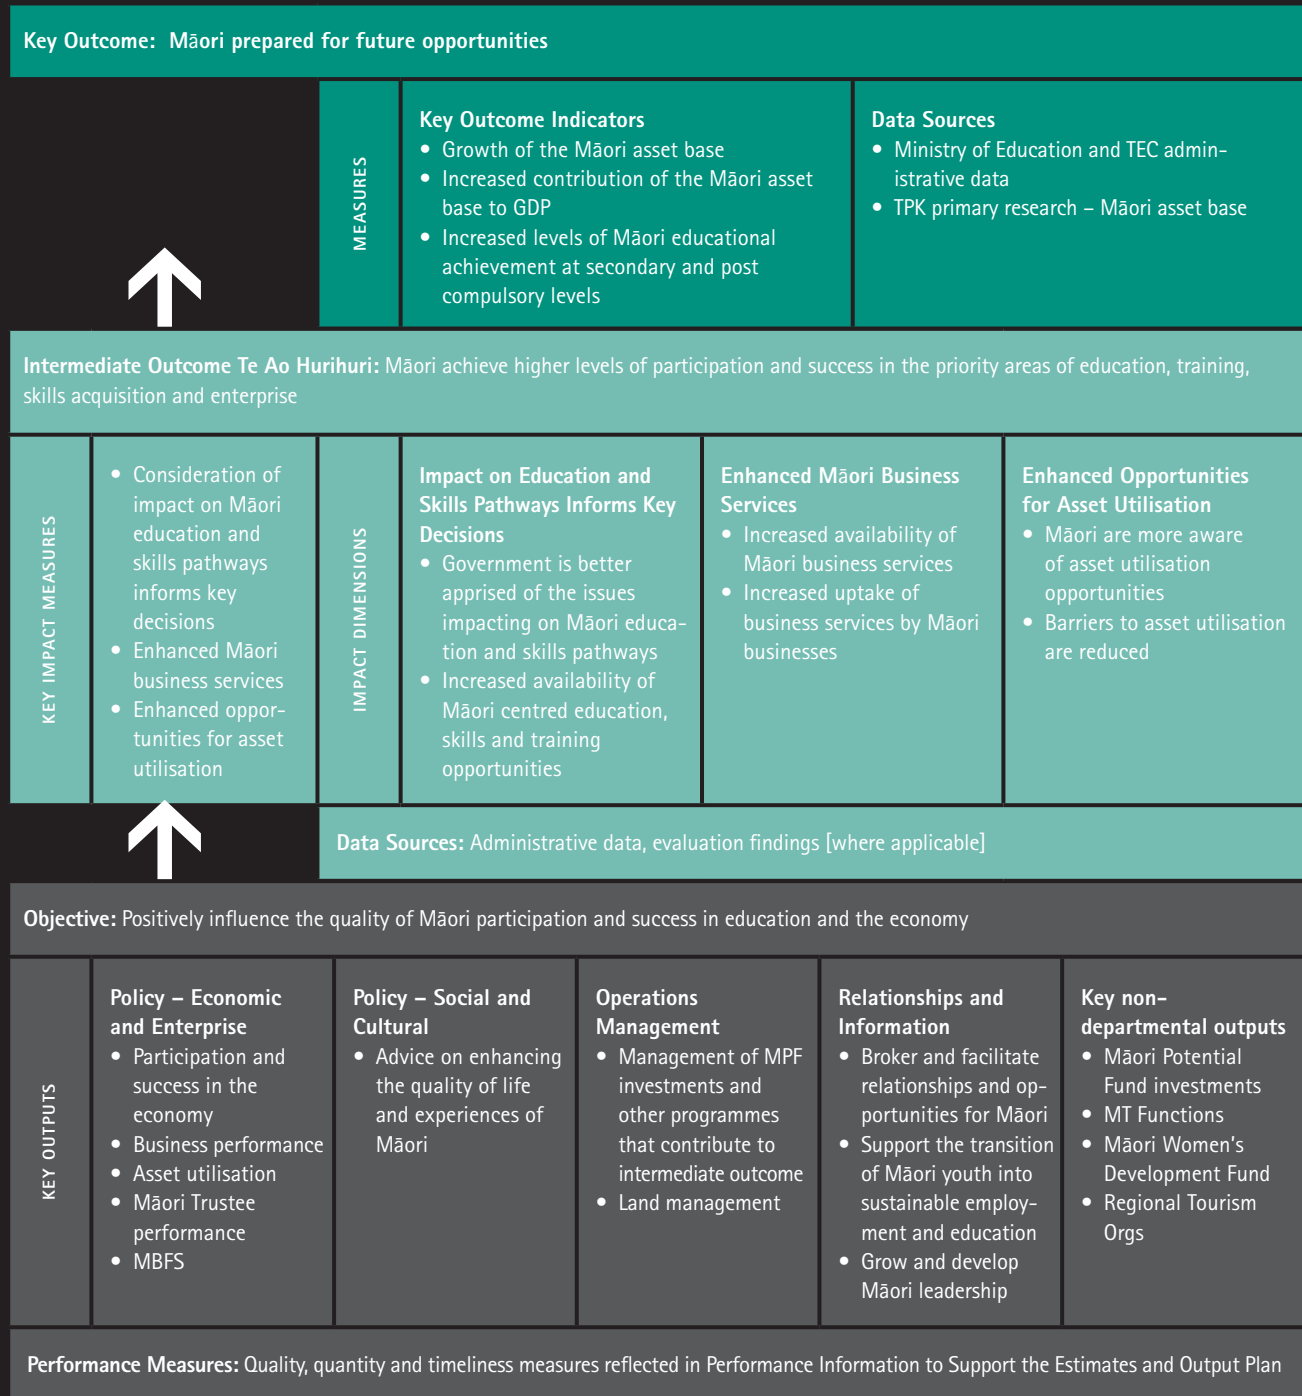 Key Outcome: Māori prepared for future opportunities
MEASURES
Key Outcome Indicators
• Growth of the Māori asset base
• Increased contribution of the Māori asset
base to GDP
• Increased levels of Māori educational
achievement at secondary and post
compulsory levels
Data Sources
• Ministry of Education and TEC admin-
istrative data
• TPK primary research – Māori asset base
Intermediate Outcome Te Ao Hurihuri: Māori achieve higher levels of participation and success in the priority areas of education, training,
skills acquisition and enterprise
KEY IMPACT MEASURES
• Consideration of
impact on Māori
education and
skills pathways
informs key
decisions
• Enhanced Māori
business services
• Enhanced oppor-
tunities for asset
utilisation
IMPACT DIMENSIONS
Impact on Education and
Skills Pathways Informs Key
Decisions
• Government is better
apprised of the issues
impacting on Māori educa-
tion and skills pathways
• Increased availability of
Māori centred education,
skills and training
opportunities
Enhanced Māori Business
Services
• Increased availability of
Māori business services
• Increased uptake of
business services by Māori
businesses
Enhanced Opportunities
for Asset Utilisation
• Māori are more aware
of asset utilisation
opportunities
• Barriers to asset utilisation
are reduced
Data Sources: Administrative data, evaluation findings [where applicable]
Objective: Positively influence the quality of Māori participation and success in education and the economy
KEY OUTPUTS
Policy – Economic
and Enterprise
• Participation and
success in the
economy
• Business performance
• Asset utilisation
• Māori Trustee
performance
• MBFS
Policy – Social and
Cultural
• Advice on enhancing
the quality of life
and experiences of
Māori
Operations
Management
• Management of MPF
investments and
other programmes
that contribute to
intermediate outcome
• Land management
Relationships and
Information
• Broker and facilitate
relationships and op-
portunities for Māori
• Support the transition
of Māori youth into
sustainable employ-
ment and education
• Grow and develop
Māori leadership
Key non-
departmental outputs
• Māori Potential
Fund investments
• MT Functions
• Māori Women's
Development Fund
• Regional Tourism
Orgs
Performance Measures: Quality, quantity and timeliness measures reflected in Performance Information to Support the Estimates and Output Plan